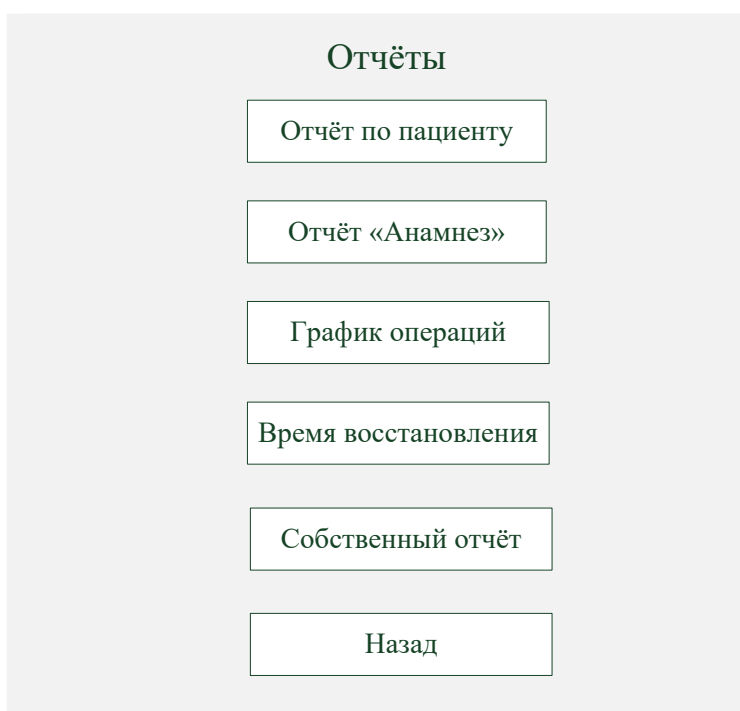 Отчёты
Отчёт по пациенту
Отчёт «Анамнез»
График операций
Время восстановления
Собственный отчёт
Назад